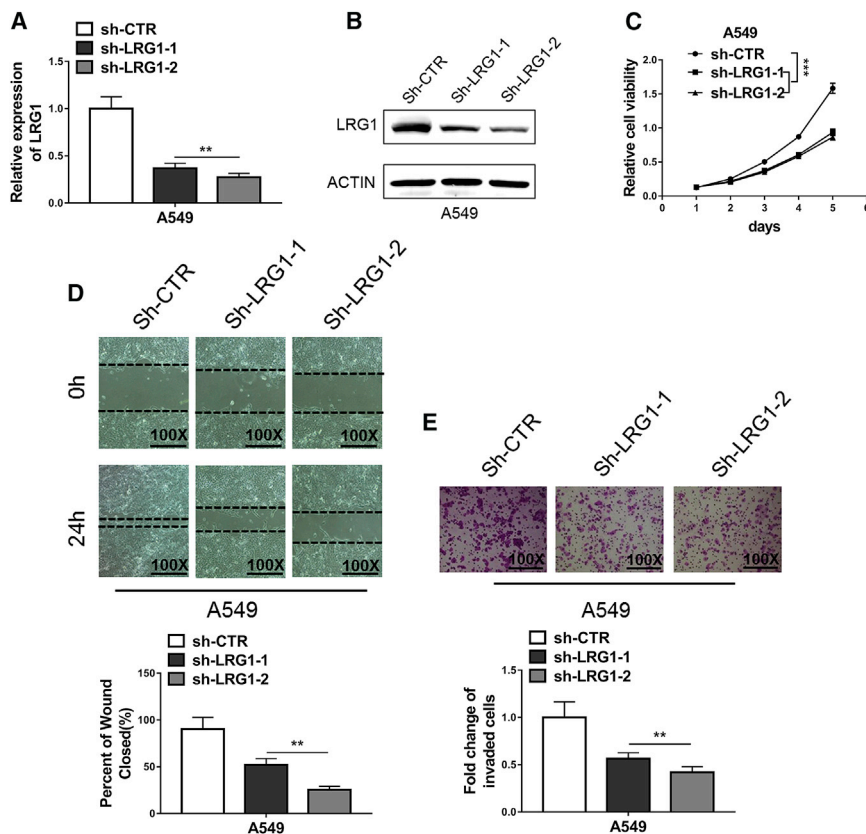 A
sh-CTR
sh-LRG1-1
sh-LRG1-2
Relative expression
of LRG1
1.5
1.0
0.5
0.0
**
A549
B
Sh-CTR
Sh-LRG1-1
Sh-LRG1-2
LRG1
ACTIN
A549
C
A549
sh-CTR
sh-LRG1-1
sh-LRG1-2
***
Relative cell viability
2.0
1.5
1.0
0.5
0.0
0 1 2 3 4 5
days
D
Sh-CTR
Sh-LRG1-1
Sh-LRG1-2
0h
100X 100X 100X
24h
100X 100X 100X
A549
sh-CTR
sh-LRG1-1
sh-LRG1-2
Percent of Wound
Closed(%)
150
100
50
0
**
A549
E
Sh-CTR
Sh-LRG1-1
Sh-LRG1-2
100X 100X 100X
A549
sh-CTR
sh-LRG1-1
sh-LRG1-2
Fold change of
invaded cells
1.5
1.0
0.5
0.0
**
A549